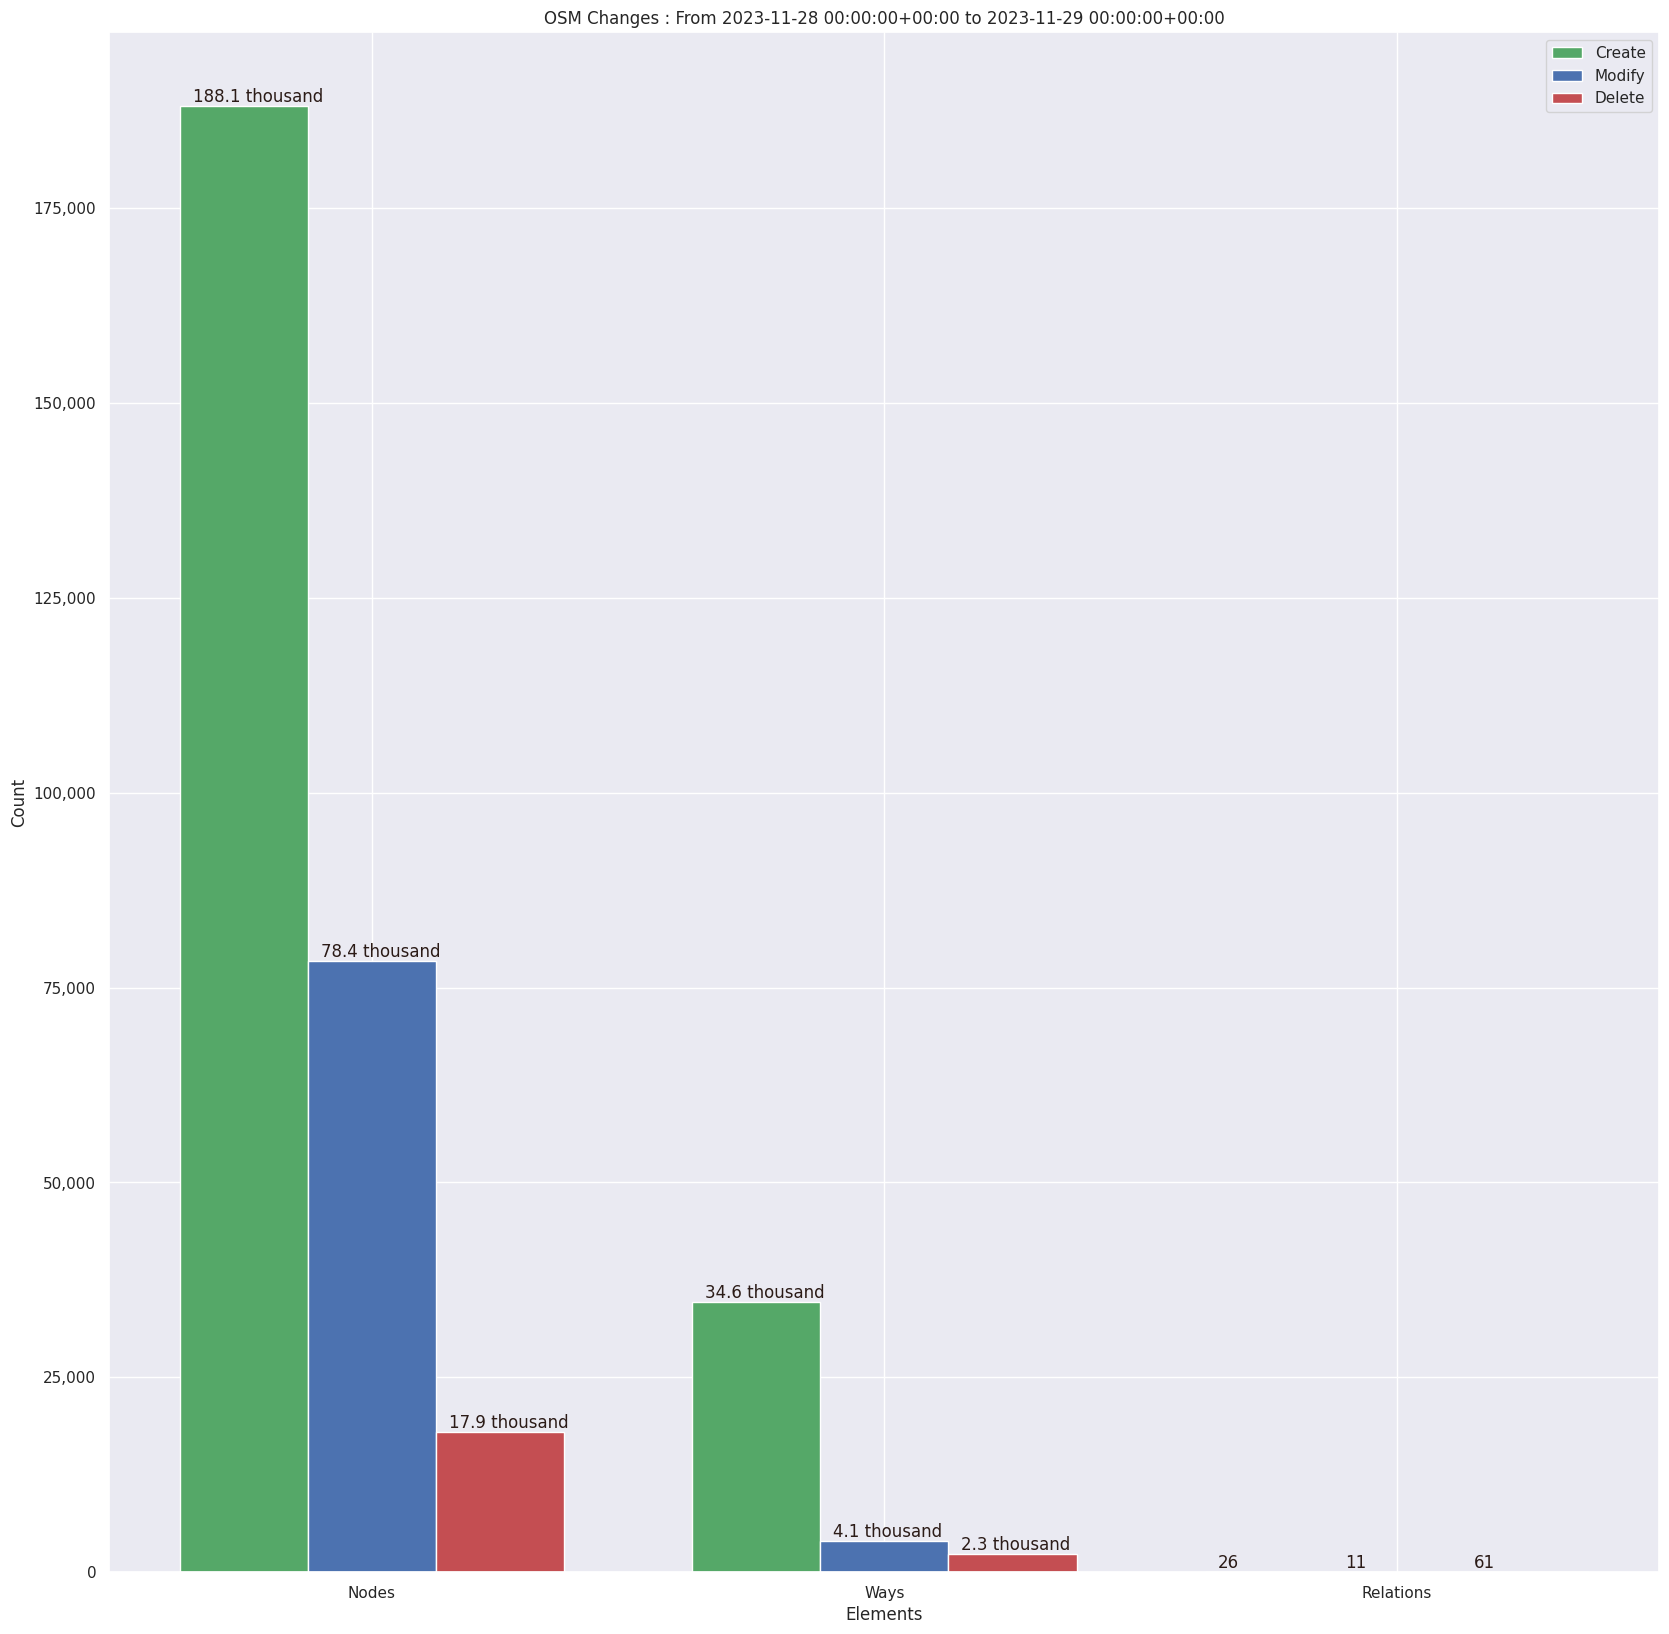 OSM Changes : From 2023-11-28 00:00:00+00:00 to 2023-11-29 00:00:00+00:00
Create
Modify
Delete
188.1 thousand
175,000
150,000
125,000
100,000
Count
78.4 thousand
75,000
50,000
34.6 thousand
25,000
17.9 thousand
4.1 thousand
2.3 thousand
26 11 61
0
Nodes Ways Relations
Elements